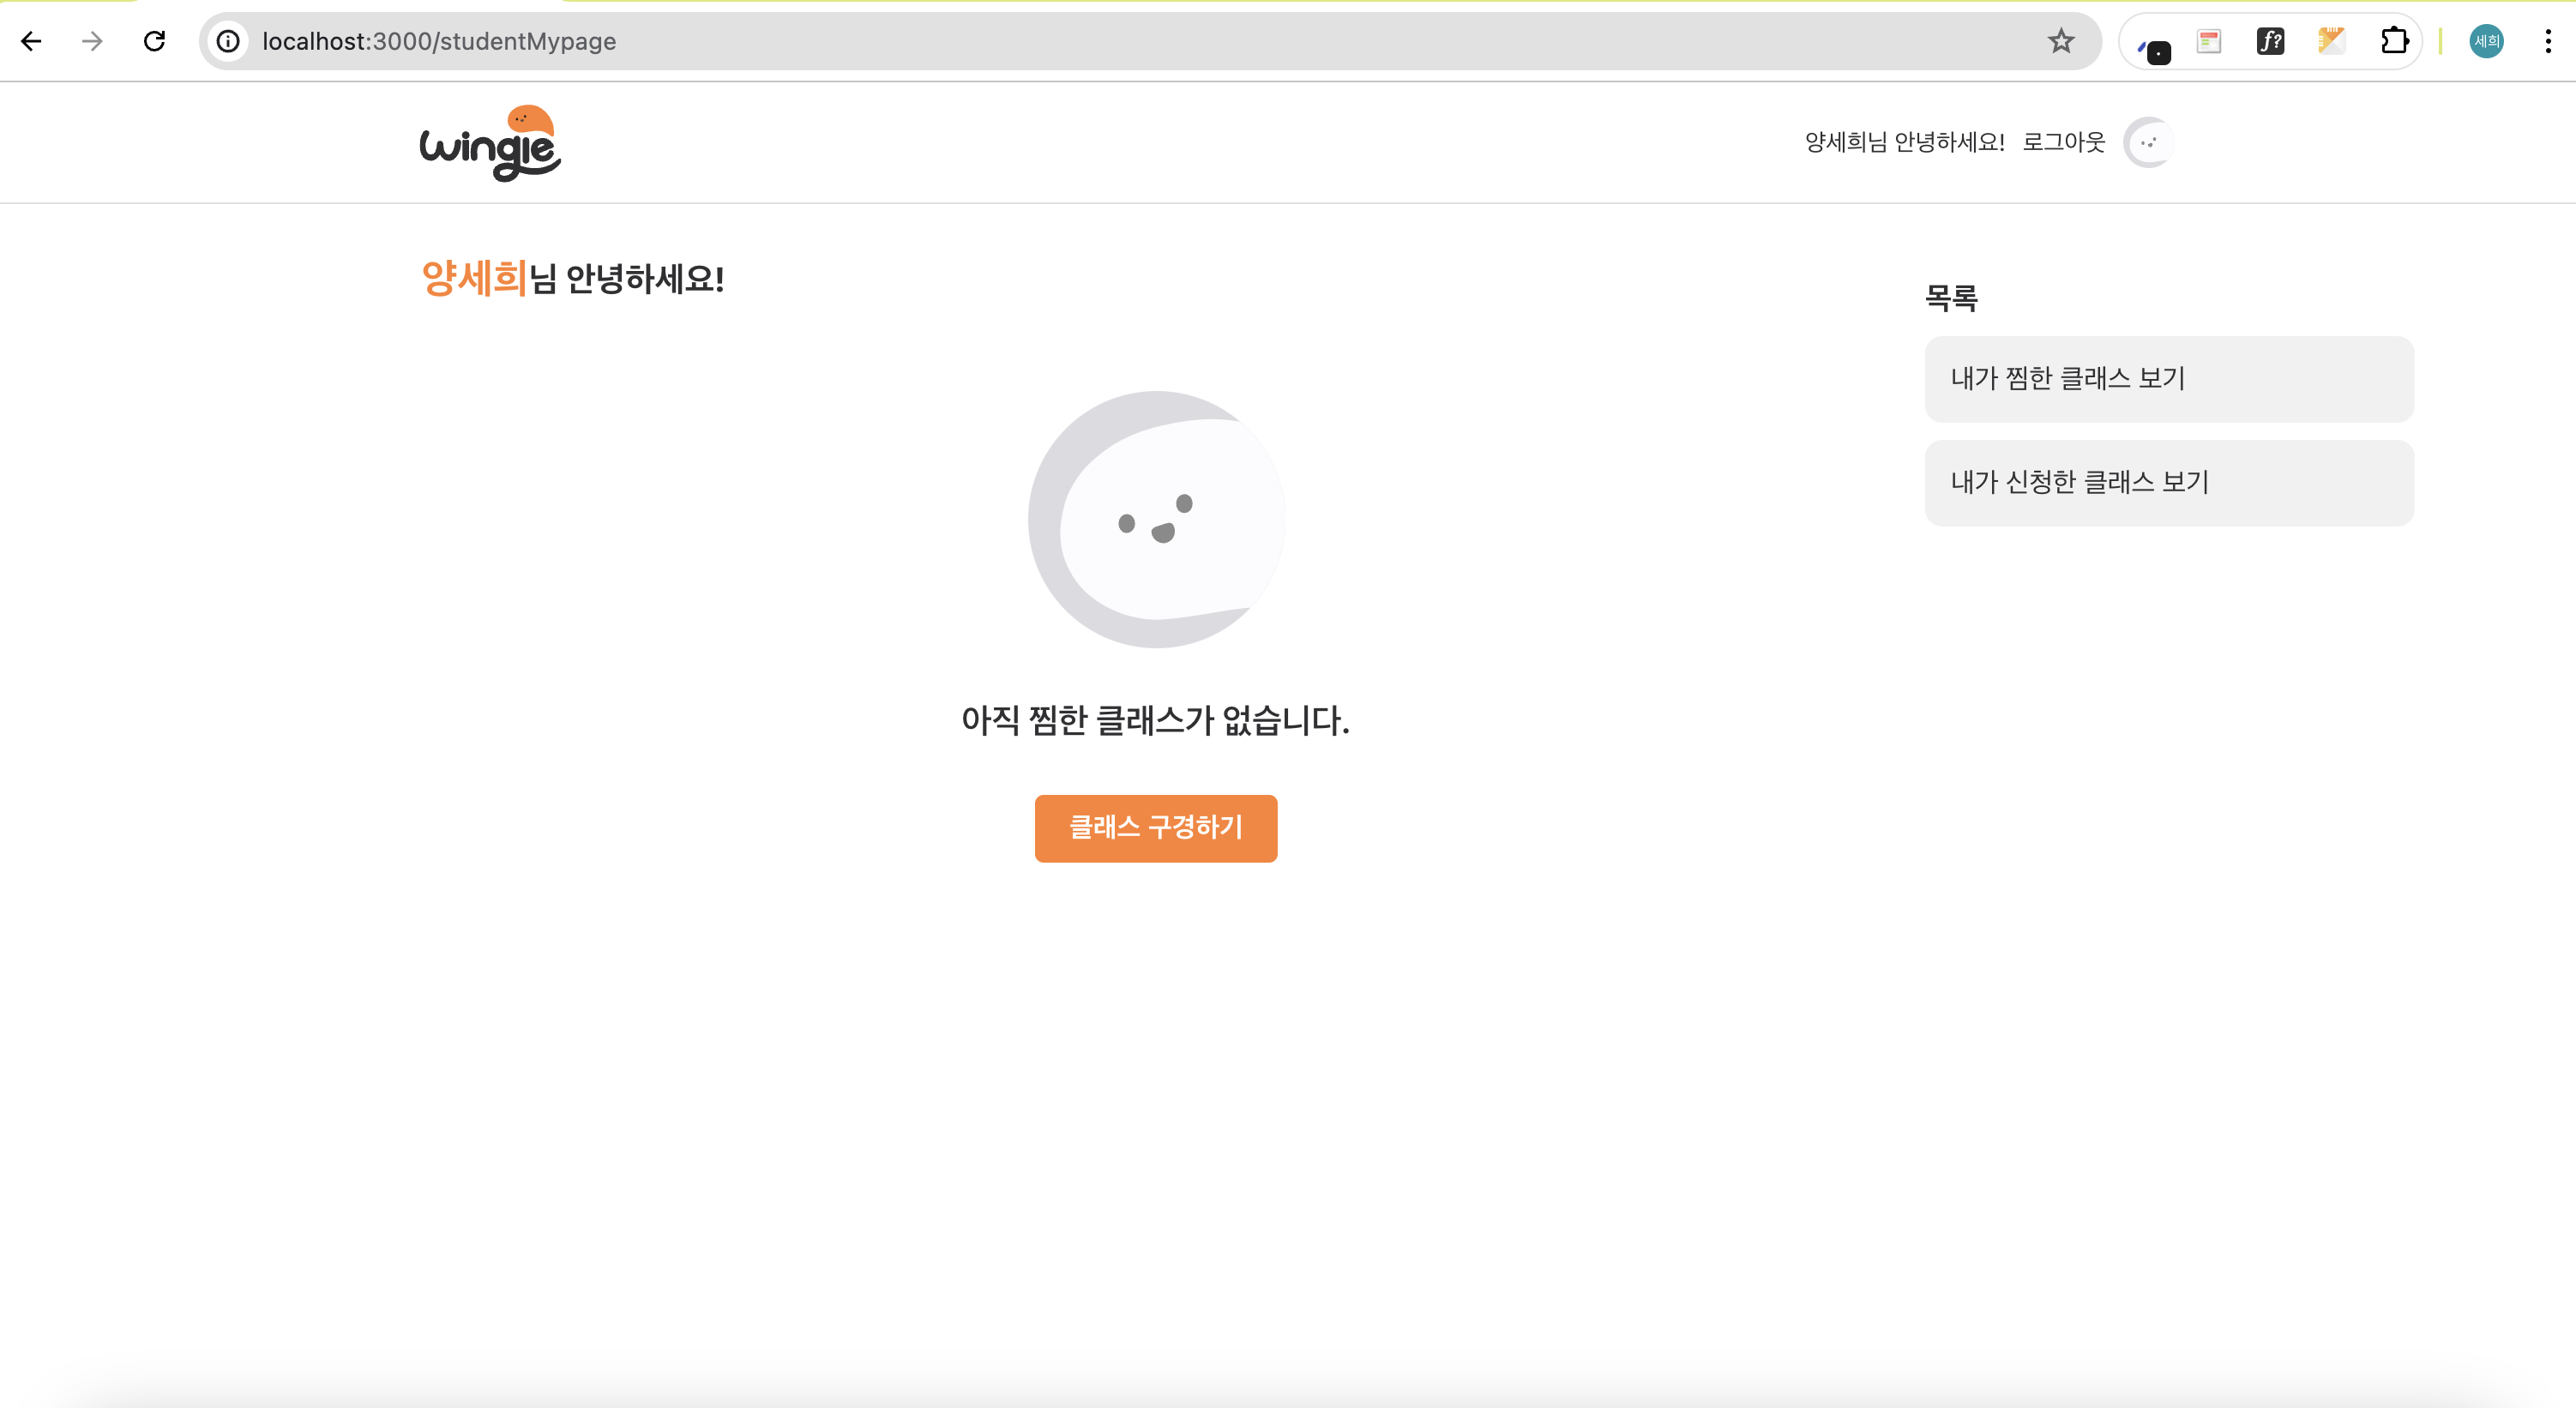 localhost:3000/studentMypage
f?
세희
wingle
양세희님 안녕하세요! 로그아웃
양세희님 안녕하세요!
목록
내가 찜한 클래스 보기
내가 신청한 클래스 보기
아직 찜한 클래스가 없습니다.
클래스 구경하기